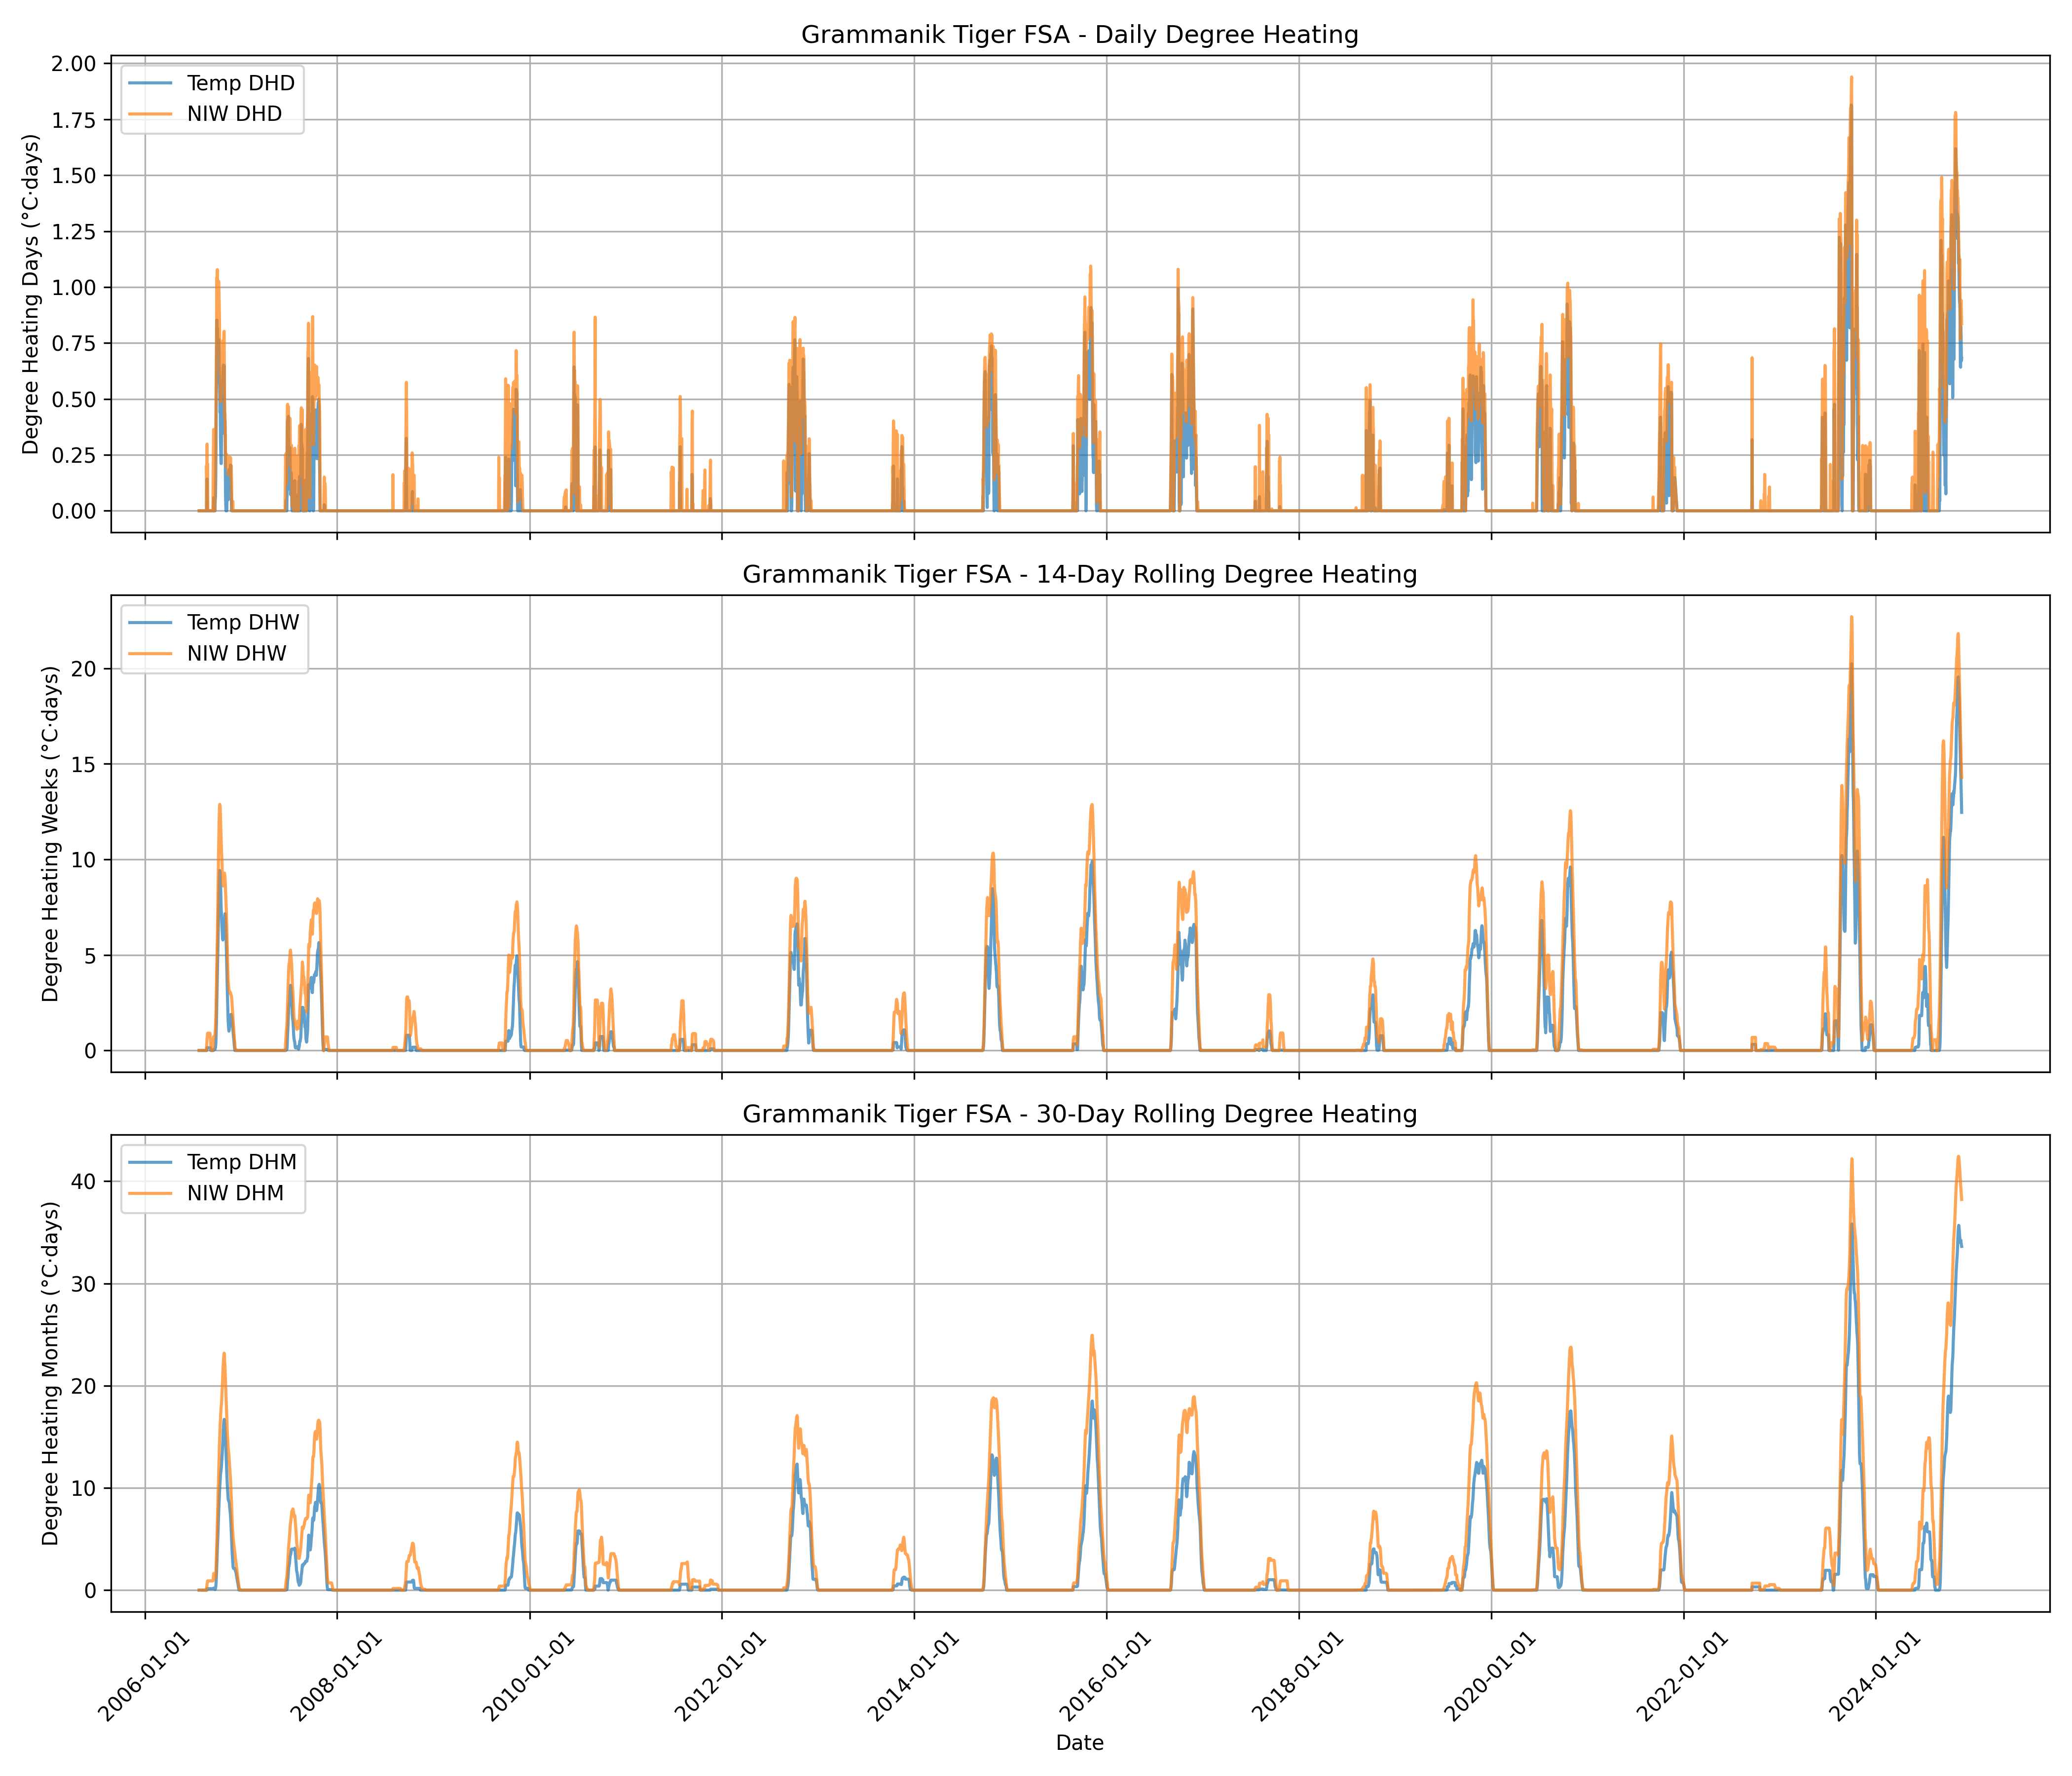 Grammanik Tiger FSA - Daily Degree Heating
Degree Heating Days (°C·days)
2.00
1.75
1.50
1.25
1.00
0.75
0.50
0.25
0.00
Temp DHD
NIW DHD
Grammanik Tiger FSA - 14-Day Rolling Degree Heating
Degree Heating Weeks (°C·days)
20
15
10
5
0
Temp DHW
NIW DHW
Grammanik Tiger FSA - 30-Day Rolling Degree Heating
Degree Heating Months (°C·days)
40
30
20
10
0
Temp DHM
NIW DHM
2006-01-01
2008-01-01
2010-01-01
2012-01-01
2014-01-01
2016-01-01
2018-01-01
2020-01-01
2022-01-01
2024-01-01
Date